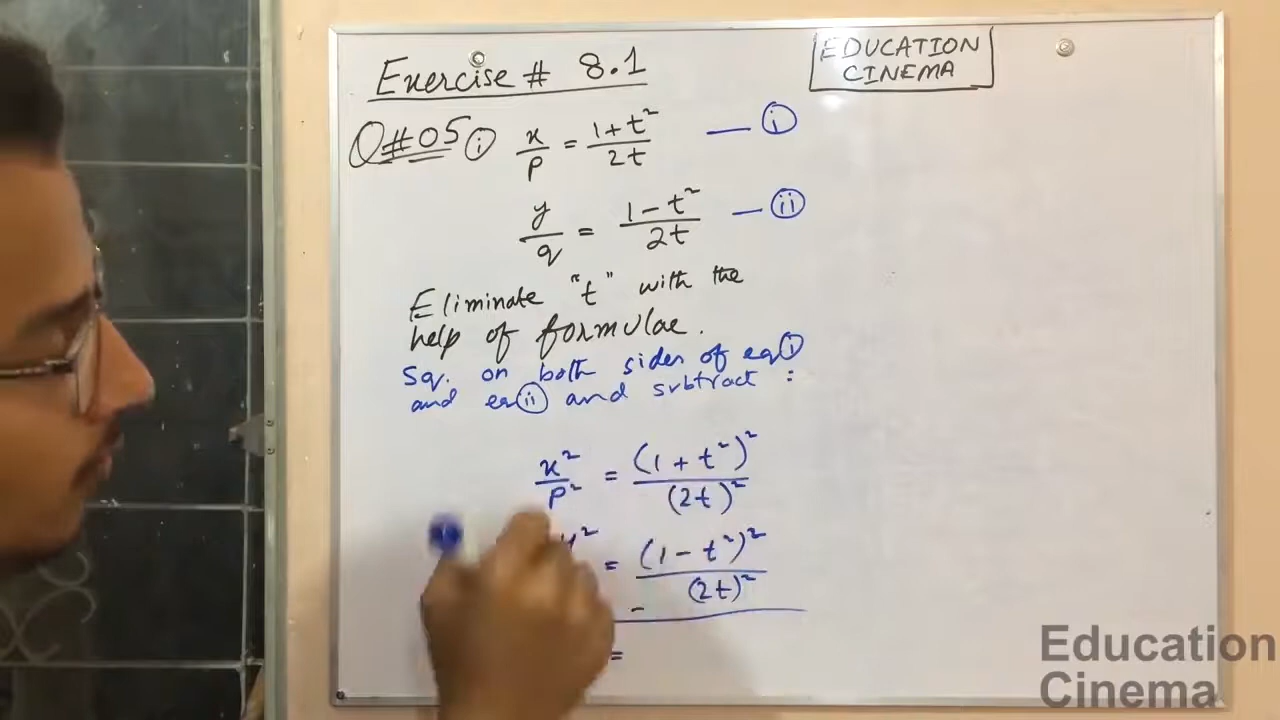 EDUCATION
CINEMA
Exercise # 8.1
Q#05 (i) x/p = (1+t²)/2t — (i)
y/q = (1-t²)/2t — (ii)
Eliminate "t" with the
help of formulae.
Sq. on both sides of eq (i)
and eq (ii) and subtract :
x²/p² = (1+t²)²/(2t)²
y² = (1-t²)²/(2t)²
-
=
Education
Cinema